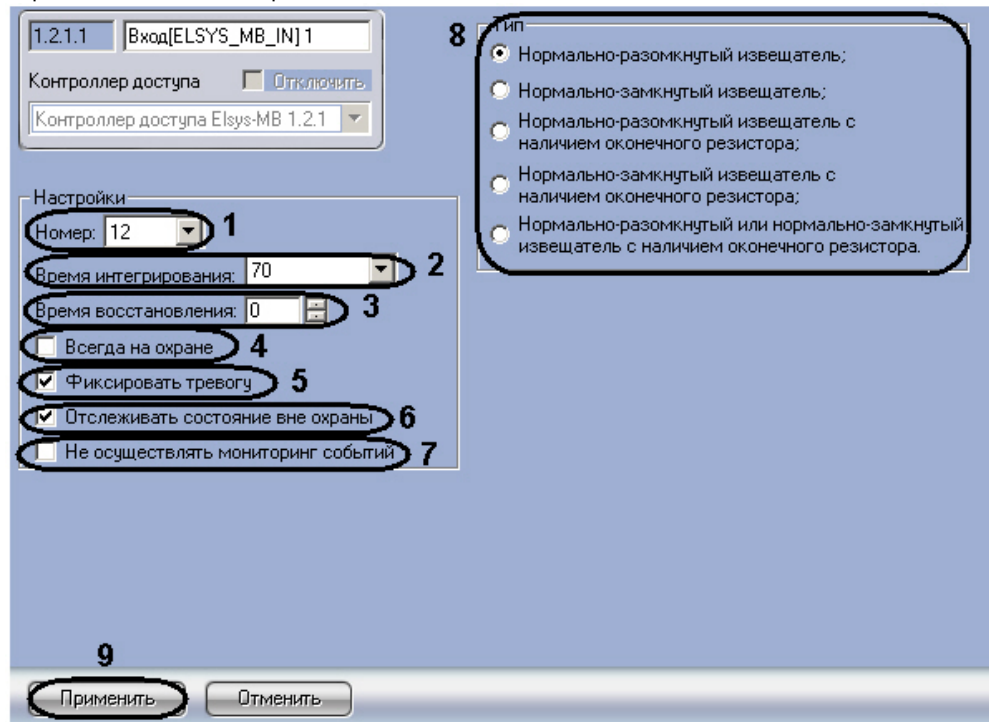 1.2.1.1
Вход[ELSYS_MB_IN] 1
Контроллер доступа
Отключить
Контроллер доступа Elsys-MB 1.2.1
Настройки
Номер: 12
1
Время интегрирования: 70
2
Время восстановления: 0
3
Всегда на охране
4
Фиксировать тревогу
5
Отслеживать состояние вне охраны
6
Не осуществлять мониторинг событий
7
8
Тип
Нормально-разомкнутый извещатель;
Нормально-замкнутый извещатель;
Нормально-разомкнутый извещатель с
наличием оконечного резистора;
Нормально-замкнутый извещатель с
наличием оконечного резистора;
Нормально-разомкнутый или нормально-замкнутый
извещатель с наличием оконечного резистора.
9
Применить
Отменить